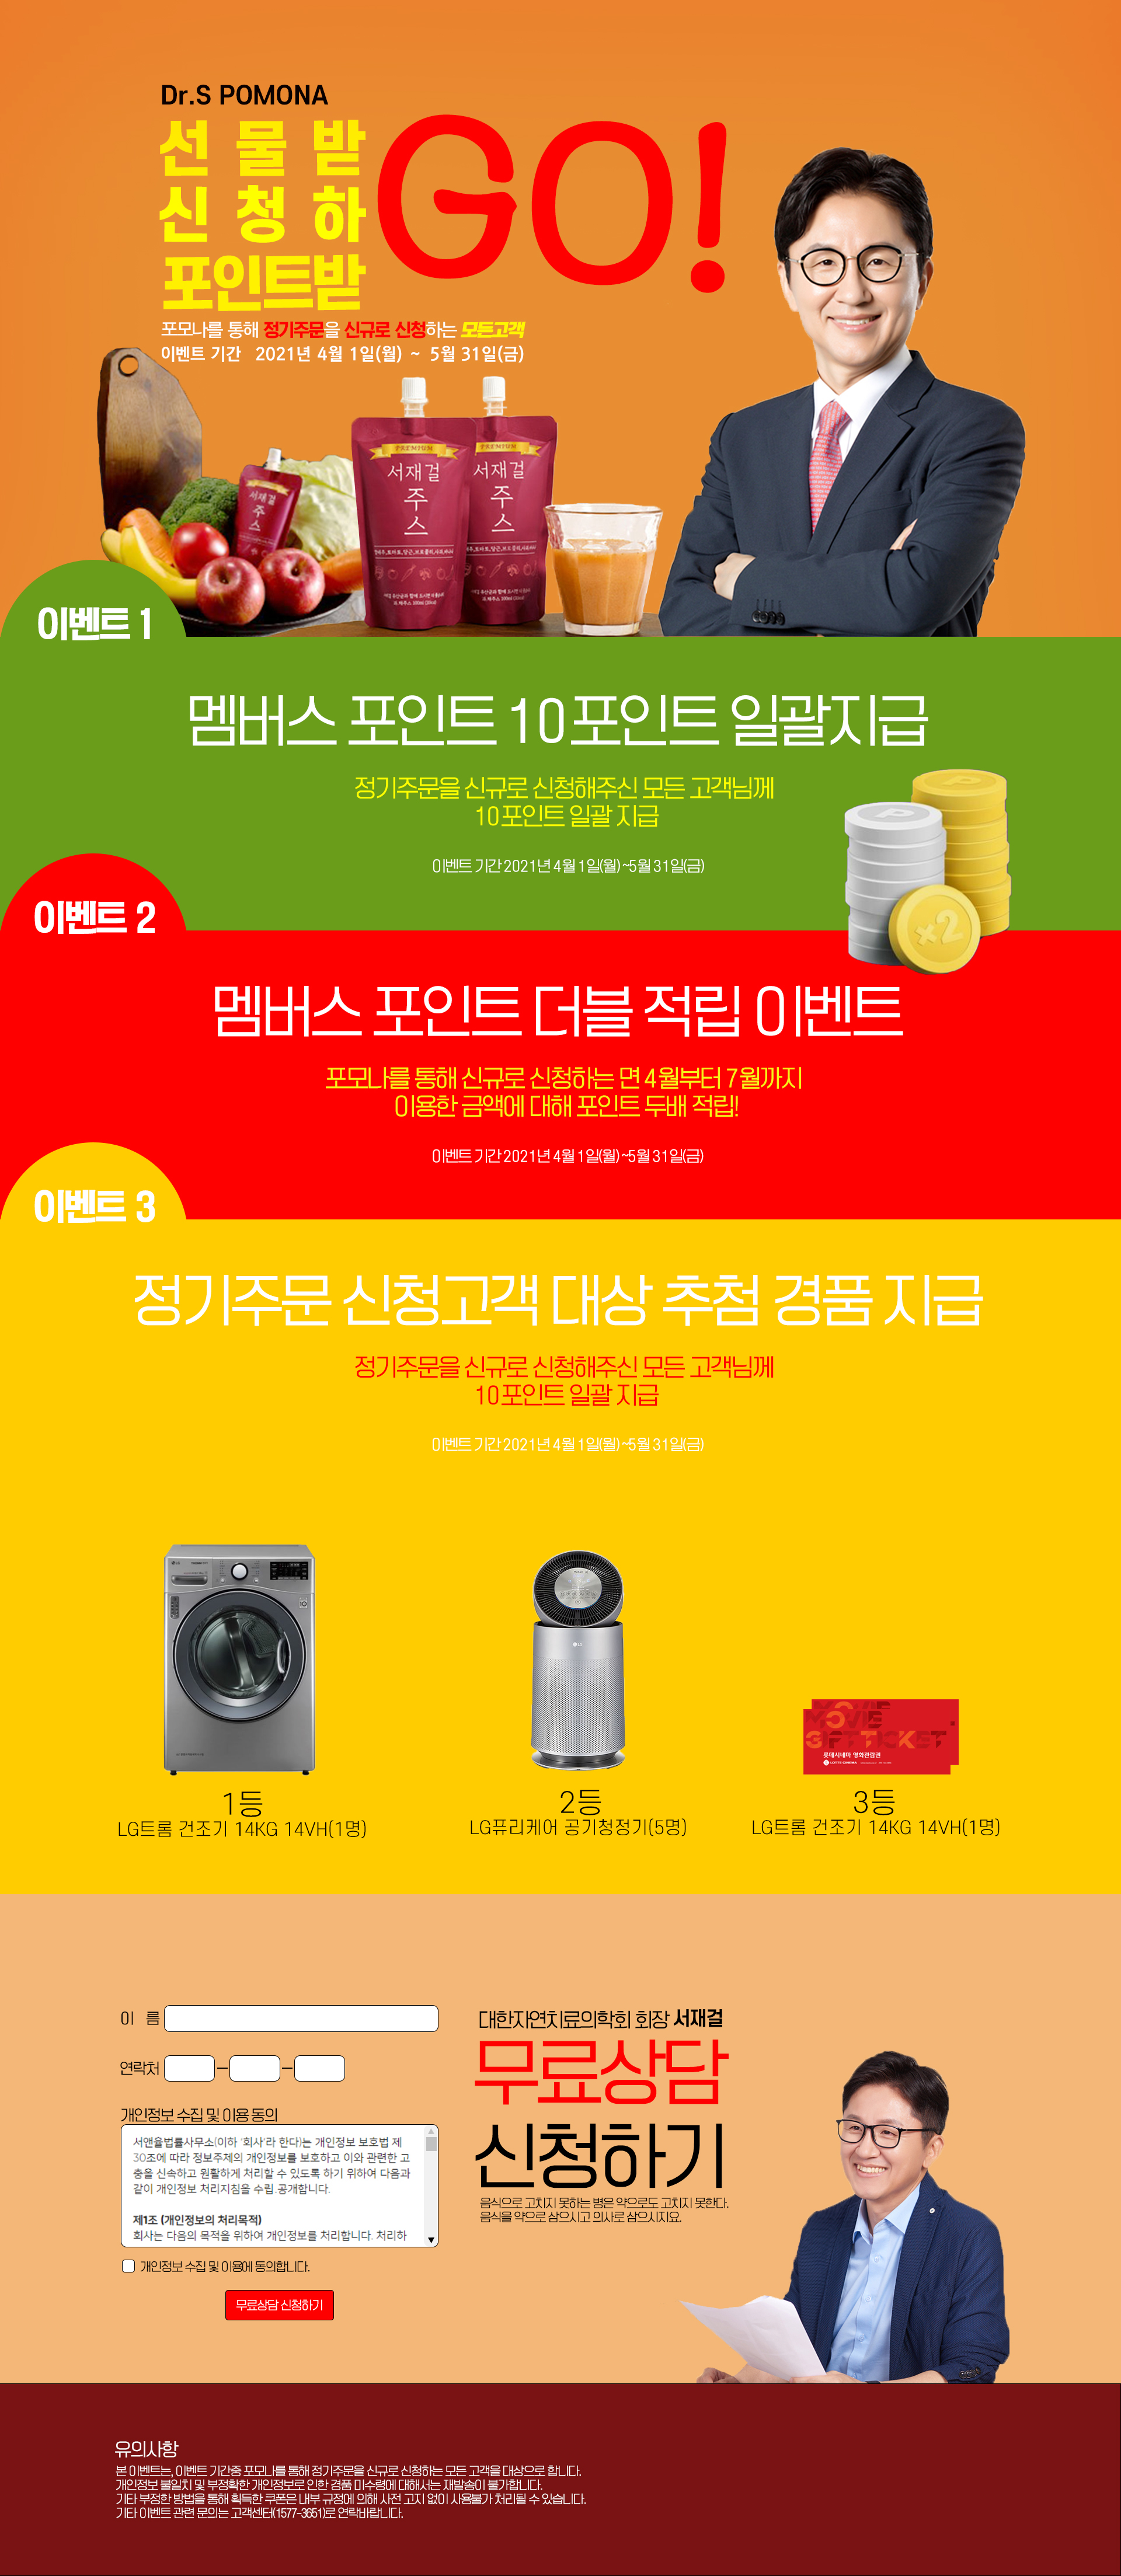 Dr.S POMONA
선 물 받
신 청 하
포인트받
GO!
포모나를 통해 정기주문을 신규로 신청하는 모든고객
이벤트 기간 2021년 4월 1일(월) ~ 5월 31일(금)
PREMIUM
서재걸
주스
PREMIUM
서재걸
주스
서재걸
주스
이벤트 1
멤버스 포인트 10포인트 일괄지급
정기주문을 신규로 신청해주신 모든 고객님께
10포인트 일괄 지급
이벤트 기간 2021년 4월 1일(월) ~5월 31일(금)
P
P
×2
이벤트 2
멤버스 포인트 더블 적립 이벤트
포모나를 통해 신규로 신청하는 면 4월부터 7월까지
이용한 금액에 대해 포인트 두배 적립!
이벤트 기간 2021년 4월 1일(월) ~5월 31일(금)
이벤트 3
정기주문 신청고객 대상 추첨 경품 지급
정기주문을 신규로 신청해주신 모든 고객님께
10포인트 일괄 지급
이벤트 기간 2021년 4월 1일(월) ~5월 31일(금)
LG
LG
MOVIE
MOVIE
GIFT TICKET
롯데시네마 영화관람권
LOTTE CINEMA
1등
LG트롬 건조기 14KG 14VH(1명)
2등
LG퓨리케어 공기청정기(5명)
3등
LG트롬 건조기 14KG 14VH(1명)
이 름
연락처
개인정보 수집 및 이용 동의
서앤율법률사무소(이하 '회사'라 한다)는 개인정보 보호법 제
30조에 따라 정보주체의 개인정보를 보호하고 이와 관련한 고
충을 신속하고 원활하게 처리할 수 있도록 하기 위하여 다음과
같이 개인정보 처리지침을 수립.공개합니다.
제1조 (개인정보의 처리목적)
회사는 다음의 목적을 위하여 개인정보를 처리합니다. 처리하
개인정보 수집 및 이용에 동의합니다.
무료상담 신청하기
대한자연치료의학회 회장 서재걸
무료상담
신청하기
음식으로 고치지 못하는 병은 약으로도 고치지 못한다.
음식을 약으로 삼으시고 의사로 삼으시지요.
유의사항
본 이벤트는, 이벤트 기간중 포모나를 통해 정기주문을 신규로 신청하는 모든 고객을 대상으로 합니다.
개인정보 불일치 및 부정확한 개인정보로 인한 경품 미수령에 대해서는 재발송이 불가합니다.
기타 부정한 방법을 통해 획득한 쿠폰은 내부 규정에 의해 사전 고지 없이 사용불가 처리될 수 있습니다.
기타 이벤트 관련 문의는 고객센터(1577-3651)로 연락바랍니다.